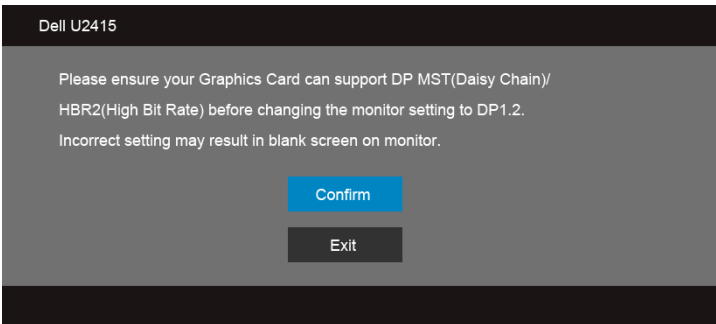 Dell U2415
Please ensure your Graphics Card can support DP MST(Daisy Chain)/
HBR2(High Bit Rate) before changing the monitor setting to DP1.2.
Incorrect setting may result in blank screen on monitor.
Confirm
Exit